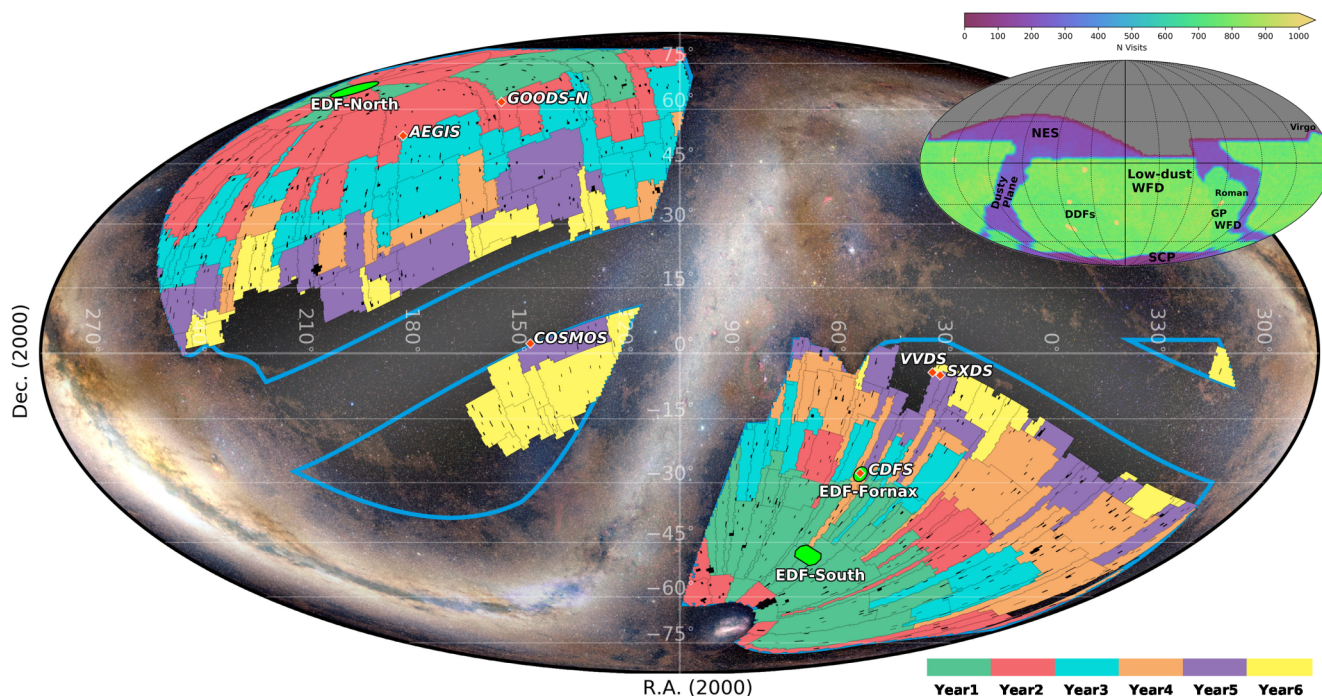 0 100 200 300 400 500 600 700 800 900 1000
N Visits
NES
Virgo
Dusty
Plane
Low-dust
WFD
Roman
DDFs
GP
WFD
SCP
75°
60°
45°
30°
15°
0°
−15°
−30°
−45°
−60°
−75°
EDF-North
GOODS-N
AEGIS
270° 210° 180° 150° 90° 60° 30° 0° 330° 300°
COSMOS
VVDS
SXDS
CDFS
EDF-Fornax
EDF-South
Dec. (2000)
R.A. (2000)
Year1 Year2 Year3 Year4 Year5 Year6